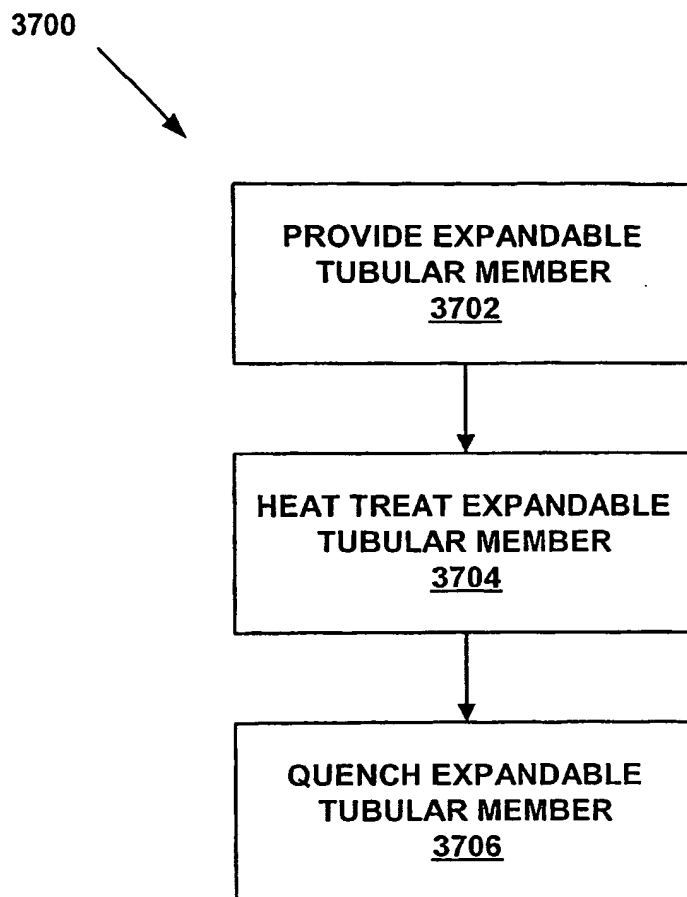 3700
PROVIDE EXPANDABLE
TUBULAR MEMBER
3702
HEAT TREAT EXPANDABLE
TUBULAR MEMBER
3704
QUENCH EXPANDABLE
TUBULAR MEMBER
3706